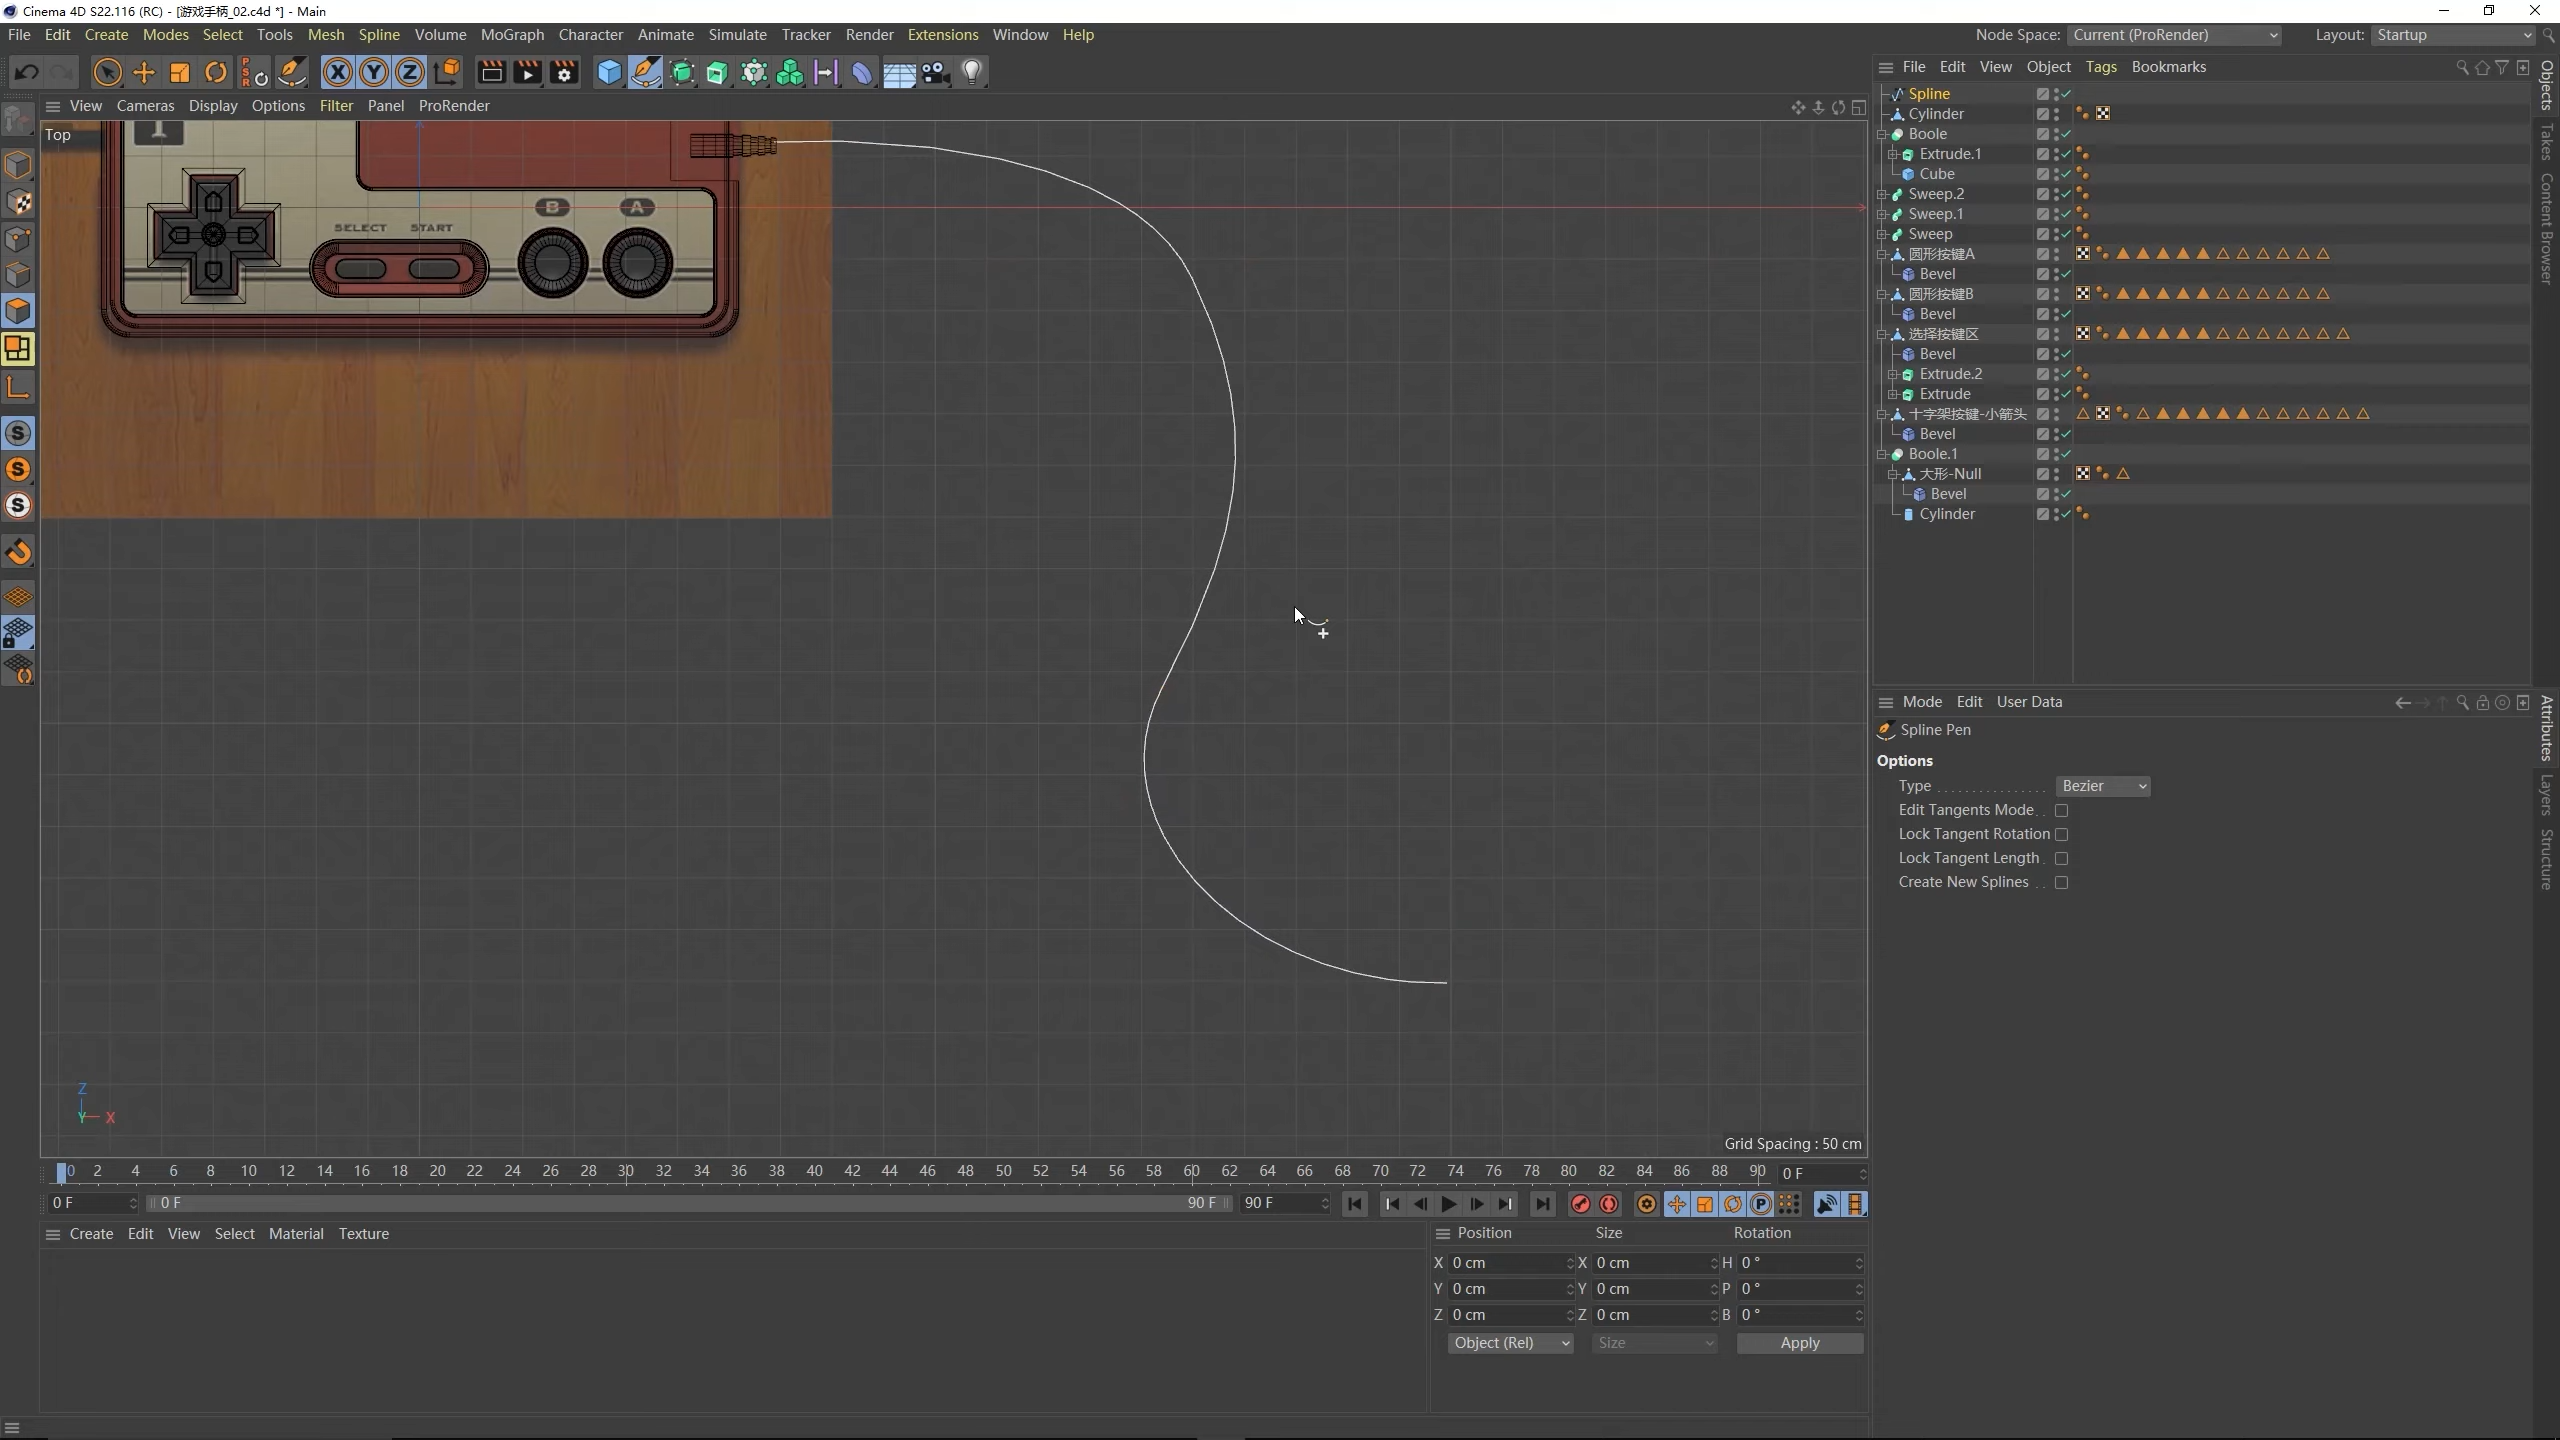 Cinema 4D S22.116 (RC) - [游戏手柄_02.c4d *] - Main
File Edit Create Modes Select Tools Mesh Spline Volume MoGraph Character Animate Simulate Tracker Render Extensions Window Help
Node Space: Current (ProRender) Layout: Startup
PSR X Y Z
File Edit View Object Tags Bookmarks
View Cameras Display Options Filter Panel ProRender
Top
I
SELECT START
B A
Spline
Cylinder
Boole
Extrude.1
Cube
Sweep.2
Sweep.1
Sweep
圆形按键A
Bevel
圆形按键B
Bevel
选择按键区
Bevel
Extrude.2
Extrude
十字架按键-小箭头
Bevel
Boole.1
大形-Null
Bevel
Cylinder
Objects
Takes
Content Browser
Mode Edit User Data
Spline Pen
Options
Type Bezier
Edit Tangents Mode
Lock Tangent Rotation
Lock Tangent Length
Create New Splines
Attributes
Layers
Structure
Z
Y X
Grid Spacing : 50 cm
0 2 4 6 8 10 12 14 16 18 20 22 24 26 28 30 32 34 36 38 40 42 44 46 48 50 52 54 56 58 60 62 64 66 68 70 72 74 76 78 80 82 84 86 88 90 0 F
0 F 0 F 90 F 90 F
Create Edit View Select Material Texture
Position Size Rotation
X 0 cm X 0 cm H 0 °
Y 0 cm Y 0 cm P 0 °
Z 0 cm Z 0 cm B 0 °
Object (Rel) Size Apply